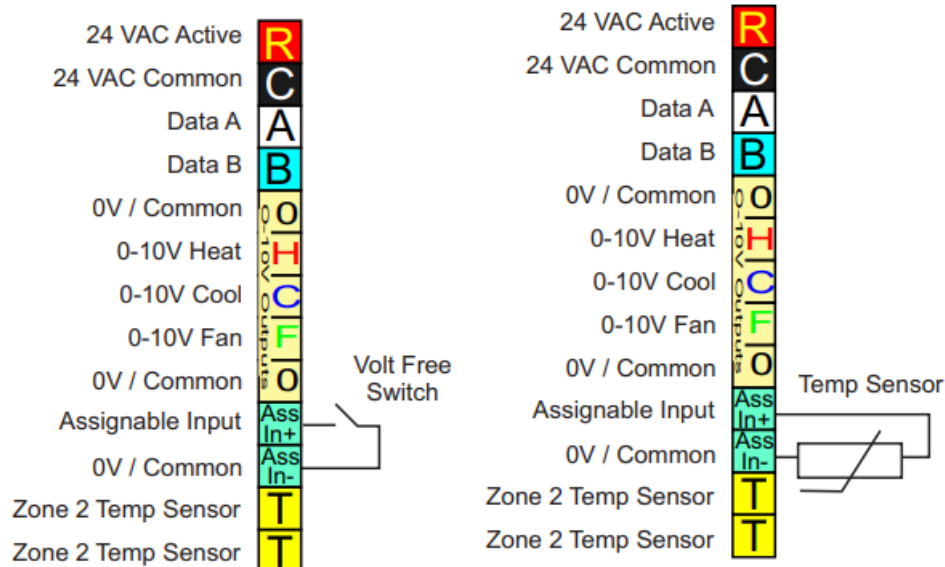 24 VAC Active R
24 VAC Common C
Data A A
Data B B
0V / Common 0
0-10V Heat H
0-10V Cool C
0-10V Fan F
0V / Common 0
0-10V Outputs
Assignable Input Ass In+
0V / Common Ass In-
Zone 2 Temp Sensor T
Zone 2 Temp Sensor T
Volt Free
Switch
24 VAC Active R
24 VAC Common C
Data A A
Data B B
0V / Common 0
0-10V Heat H
0-10V Cool C
0-10V Fan F
0V / Common 0
0-10V Outputs
Assignable Input Ass In+
0V / Common Ass In-
Zone 2 Temp Sensor T
Zone 2 Temp Sensor T
Temp Sensor